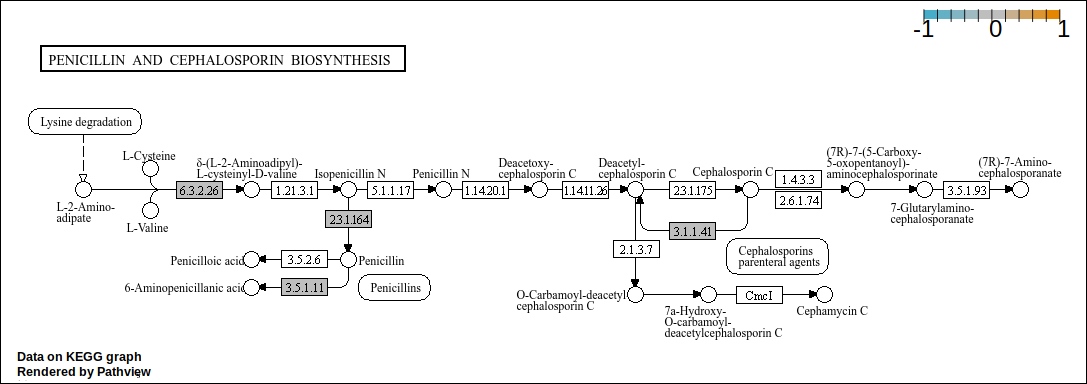 -1 0 1
PENICILLIN AND CEPHALOSPORIN BIOSYNTHESIS
Lysine degradation
L-Cysteine
δ-(L-2-Aminoadipyl)-
L-cysteinyl-D-valine
Isopenicillin N
Penicillin N
Deacetoxy-
cephalosporin C
Deacetyl-
cephalosporin C
Cephalosporin C
(7R)-7-(5-Carboxy-
5-oxopentanoyl)-
aminocephalosporinate
(7R)-7-Amino-
cephalosporanate
6.3.2.26
1.21.3.1
5.1.1.17
1.14.20.1
1.14.11.26
2.3.1.175
1.4.3.3
2.6.1.74
3.5.1.93
L-2-Amino-
adipate
L-Valine
7-Glutarylamino-
cephalosporanate
2.3.1.164
3.1.1.41
2.1.3.7
Cephalosporins
parenteral agents
Penicilloic acid
3.5.2.6
Penicillin
6-Aminopenicillanic acid
3.5.1.11
Penicillins
O-Carbamoyl-deacetyl
cephalosporin C
7a-Hydroxy-
O-carbamoyl-
deacetylcephalosporin C
CmcI
Cephamycin C
Data on KEGG graph
Rendered by Pathview